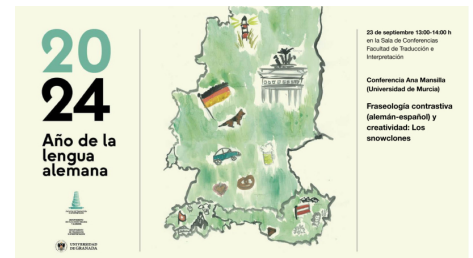 20
24
Año de la
lengua
alemana
UNIVERSIDAD
DE GRANADA
23 de septiembre 13:00-14:00 h
en la Sala de Conferencias
Facultad de Traducción e
Interpretación
Conferencia Ana Mansilla
(Universidad de Murcia)
Fraseología contrastiva
(alemán-español) y
creatividad: Los
snowclones